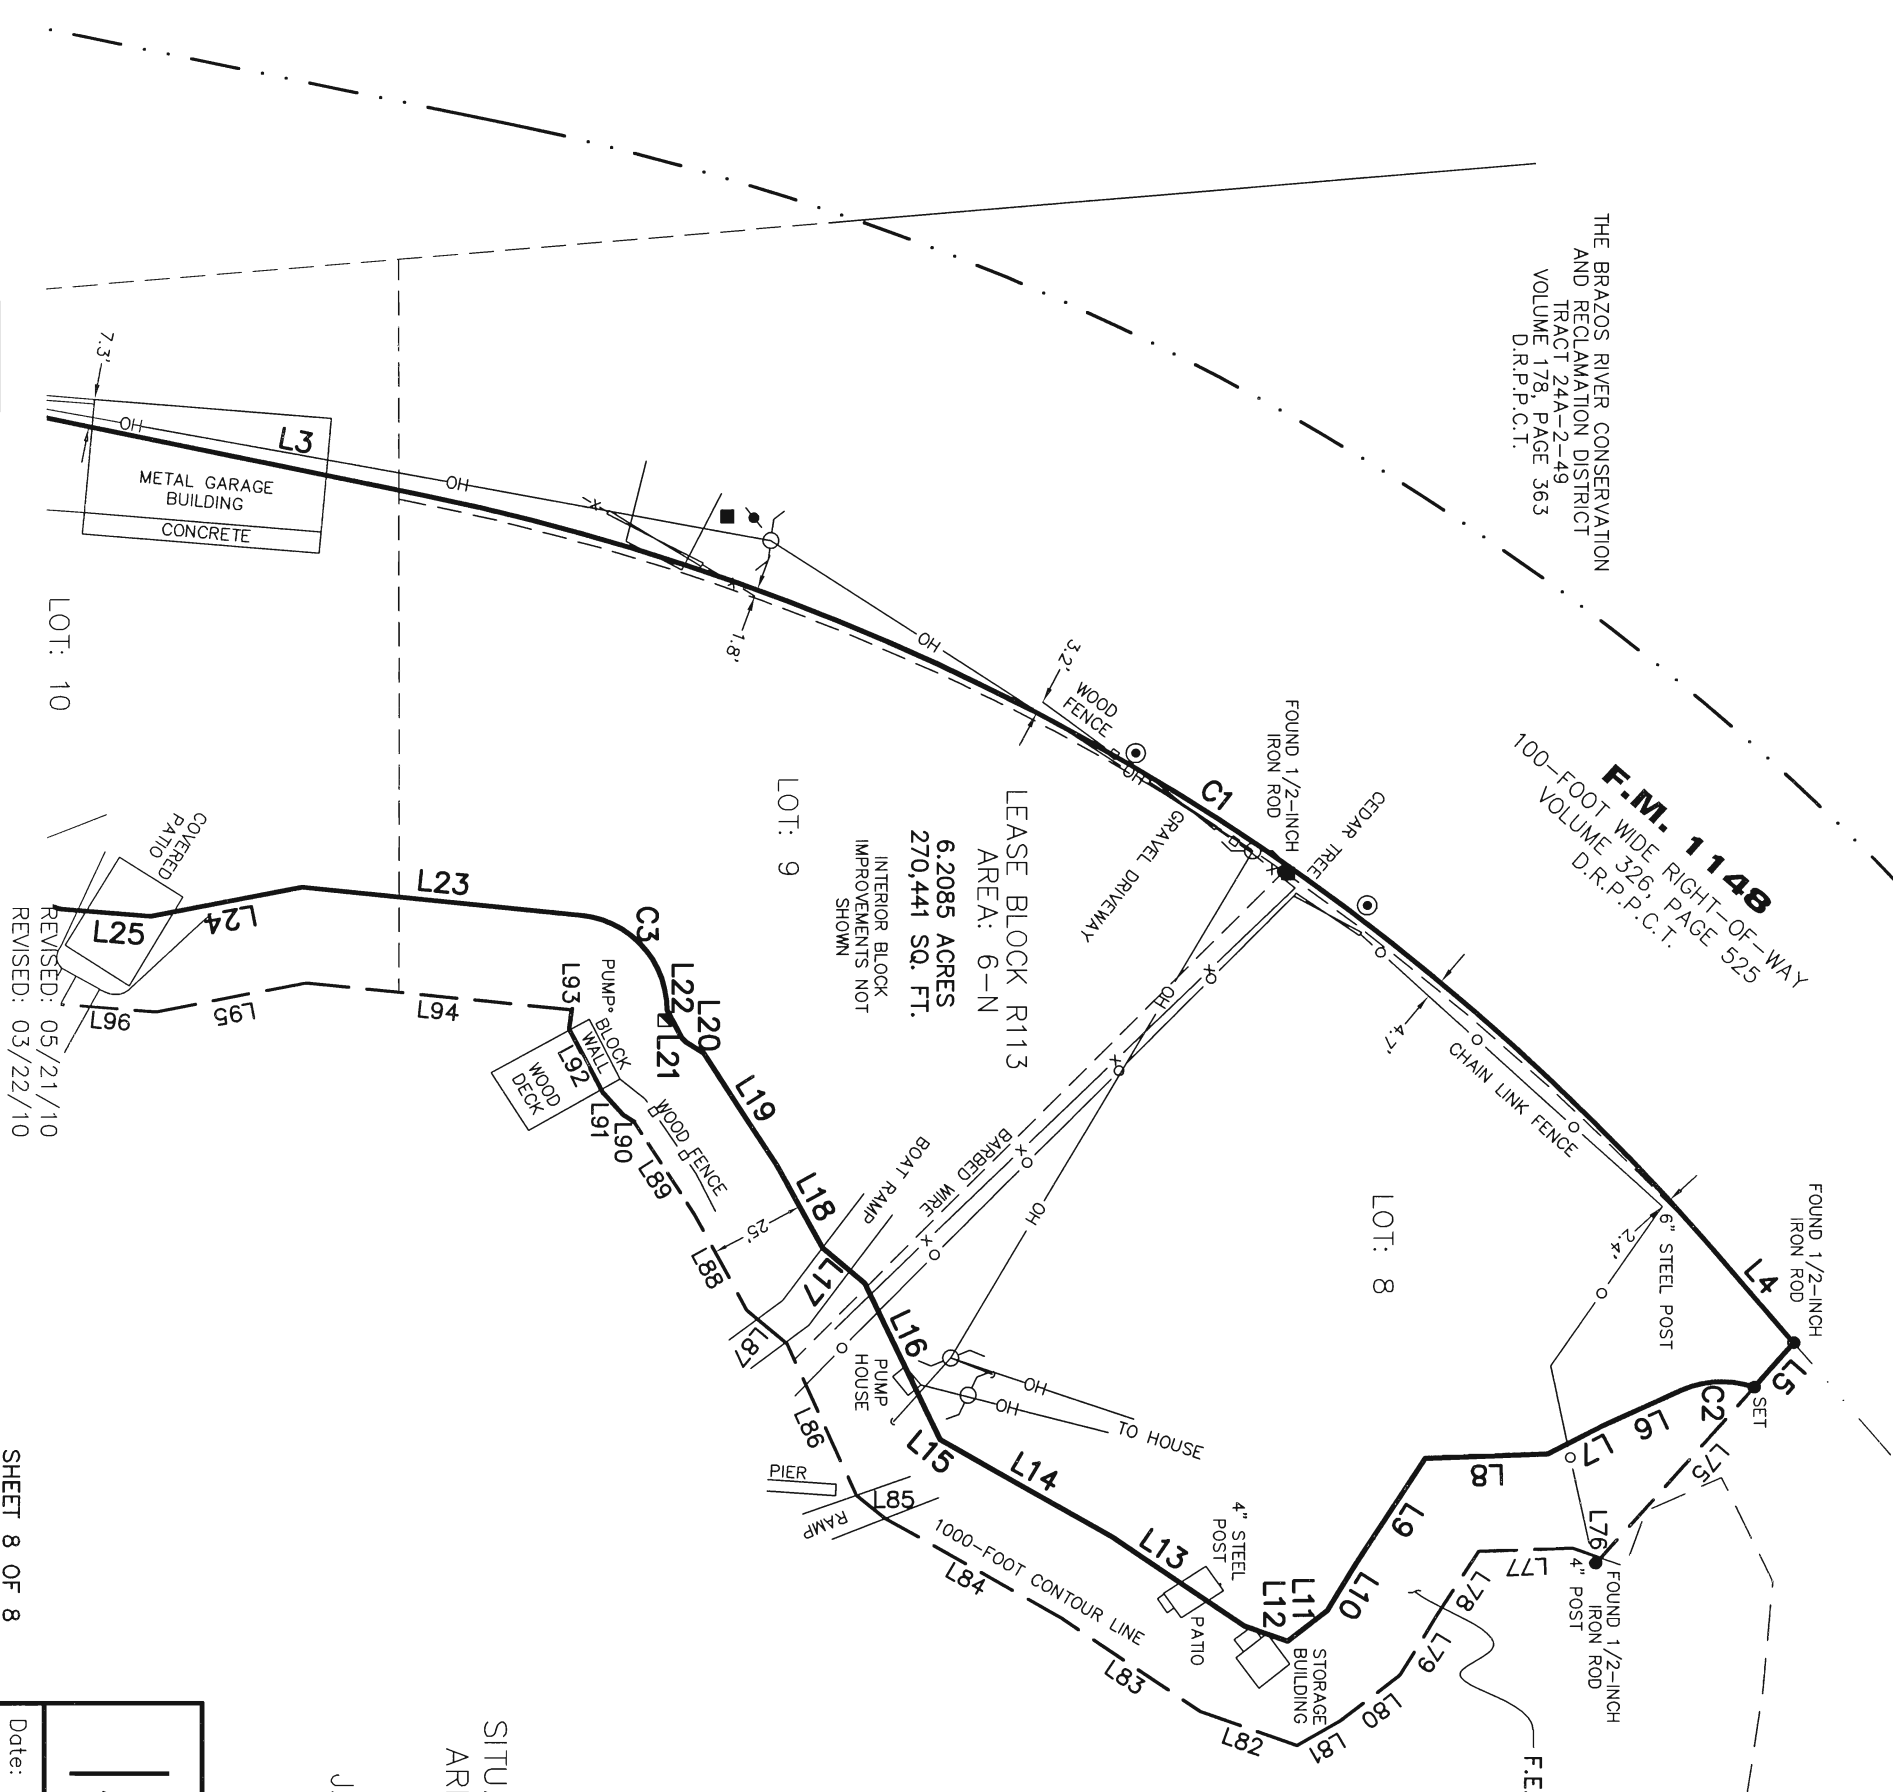 THE BRAZOS RIVER CONSERVATION
AND RECLAMATION DISTRICT
TRACT 24A-2-49
VOLUME 178, PAGE 363
D.R.P.P.C.T.
F.M. 1148
100-FOOT WIDE RIGHT-OF-WAY
VOLUME 326, PAGE 525
D.R.P.P.C.T.
7.3'
OH
L3
METAL GARAGE
BUILDING
CONCRETE
OH
X
X
1.8'
OH
3.2'
WOOD
FENCE
OH
C1
FOUND 1/2-INCH
IRON ROD
CEDAR TREE
GRAVEL DRIVEWAY
X
4.7'
CHAIN LINK FENCE
LOT: 10
LOT: 9
LEASE BLOCK R113
AREA: 6-N
6.2085 ACRES
270,441 SQ. FT.
INTERIOR BLOCK
IMPROVEMENTS NOT
SHOWN
OH
X
X
X
X
BARBED WIRE
OH
LOT: 8
6" STEEL POST
2.4'
FOUND 1/2-INCH
IRON ROD
L4
L5
SET
C2
L6
L7
L8
L9
L10
L11
L12
L13
L14
L15
L16
L17
L18
L19
L20
L21
L22
C3
L23
L24
L25
COVERED
PATIO
PUMP
BLOCK
WALL
WOOD
DECK
WOOD FENCE
BOAT RAMP
25'
PUMP
HOUSE
OH
OH
TO HOUSE
PIER
RAMP
1000-FOOT CONTOUR LINE
4" STEEL
POST
PATIO
STORAGE
BUILDING
FOUND 1/2-INCH
IRON ROD
4" POST
L75
L76
L77
L78
L79
L80
L81
L82
L83
L84
L85
L86
L87
L88
L89
L90
L91
L92
L93
L94
L95
L96
REVISED: 05/21/10
REVISED: 03/22/10
SHEET 8 OF 8
Date: